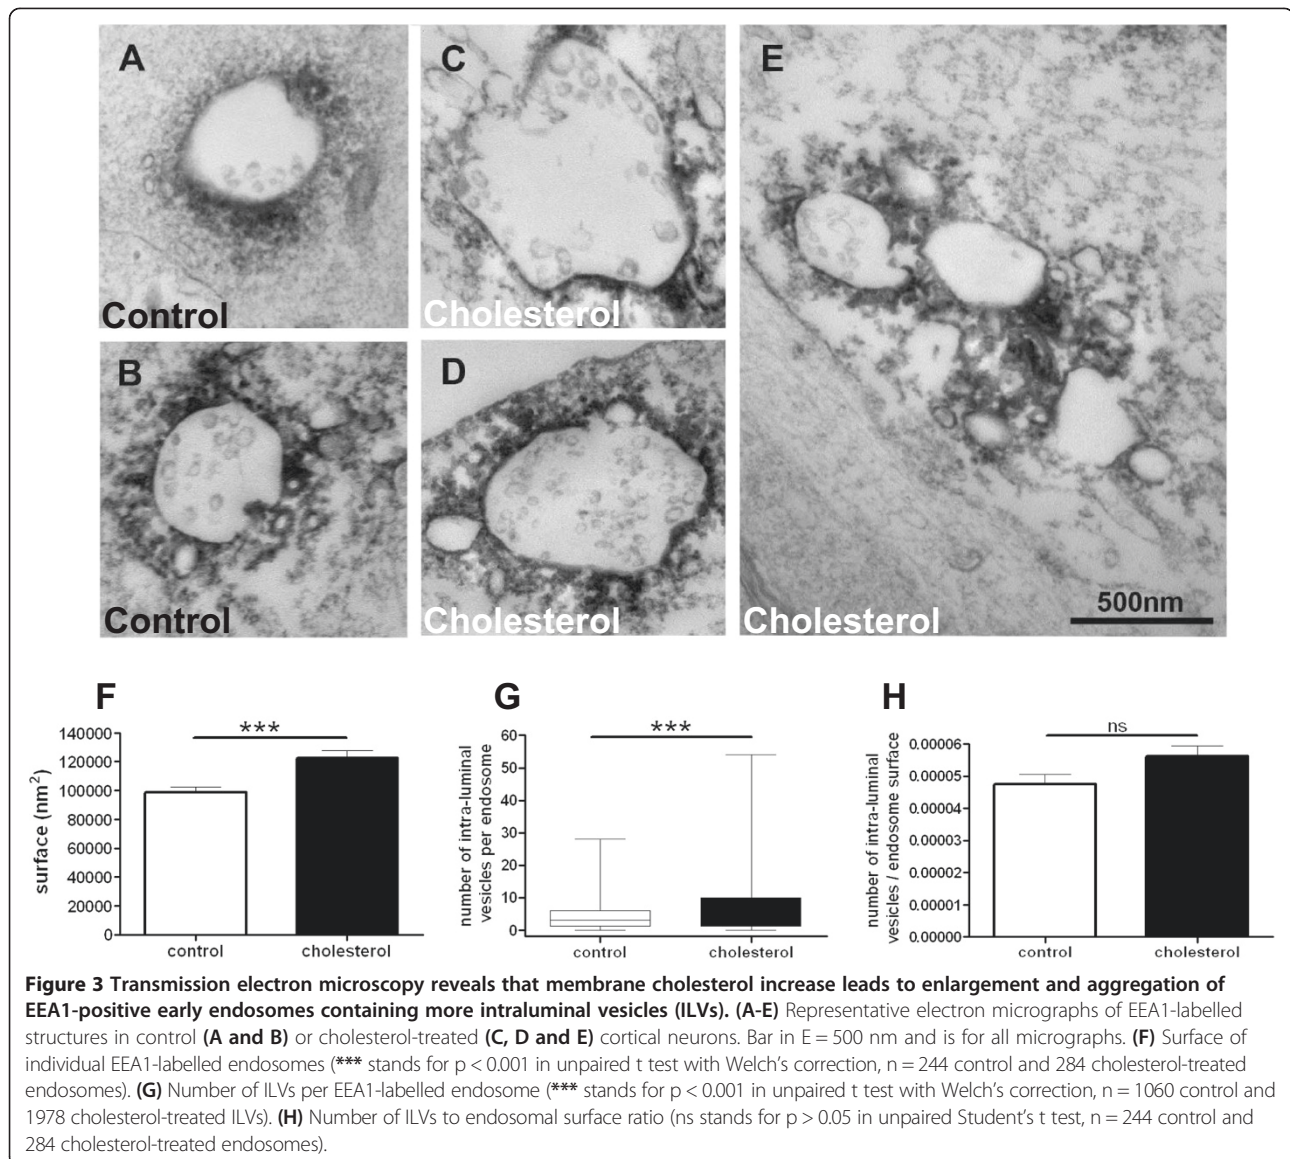 A
Control
B
Control
C
Cholesterol
D
Cholesterol
E
Cholesterol
500nm
F
***
140000
120000
100000
80000
60000
40000
20000
0
surface (nm²)
control
cholesterol
G
***
60
50
40
30
20
10
0
number of intra-luminal
vesicles per endosome
control
cholesterol
H
ns
0.00006
0.00005
0.00004
0.00003
0.00002
0.00001
0.00000
number of intra-luminal
vesicles / endosome surface
control
cholesterol
Figure 3 Transmission electron microscopy reveals that membrane cholesterol increase leads to enlargement and aggregation of
EEA1-positive early endosomes containing more intraluminal vesicles (ILVs). (A-E) Representative electron micrographs of EEA1-labelled
structures in control (A and B) or cholesterol-treated (C, D and E) cortical neurons. Bar in E = 500 nm and is for all micrographs. (F) Surface of
individual EEA1-labelled endosomes (*** stands for p < 0.001 in unpaired t test with Welch's correction, n = 244 control and 284 cholesterol-treated
endosomes). (G) Number of ILVs per EEA1-labelled endosome (*** stands for p < 0.001 in unpaired t test with Welch's correction, n = 1060 control and
1978 cholesterol-treated ILVs). (H) Number of ILVs to endosomal surface ratio (ns stands for p > 0.05 in unpaired Student's t test, n = 244 control and
284 cholesterol-treated endosomes).